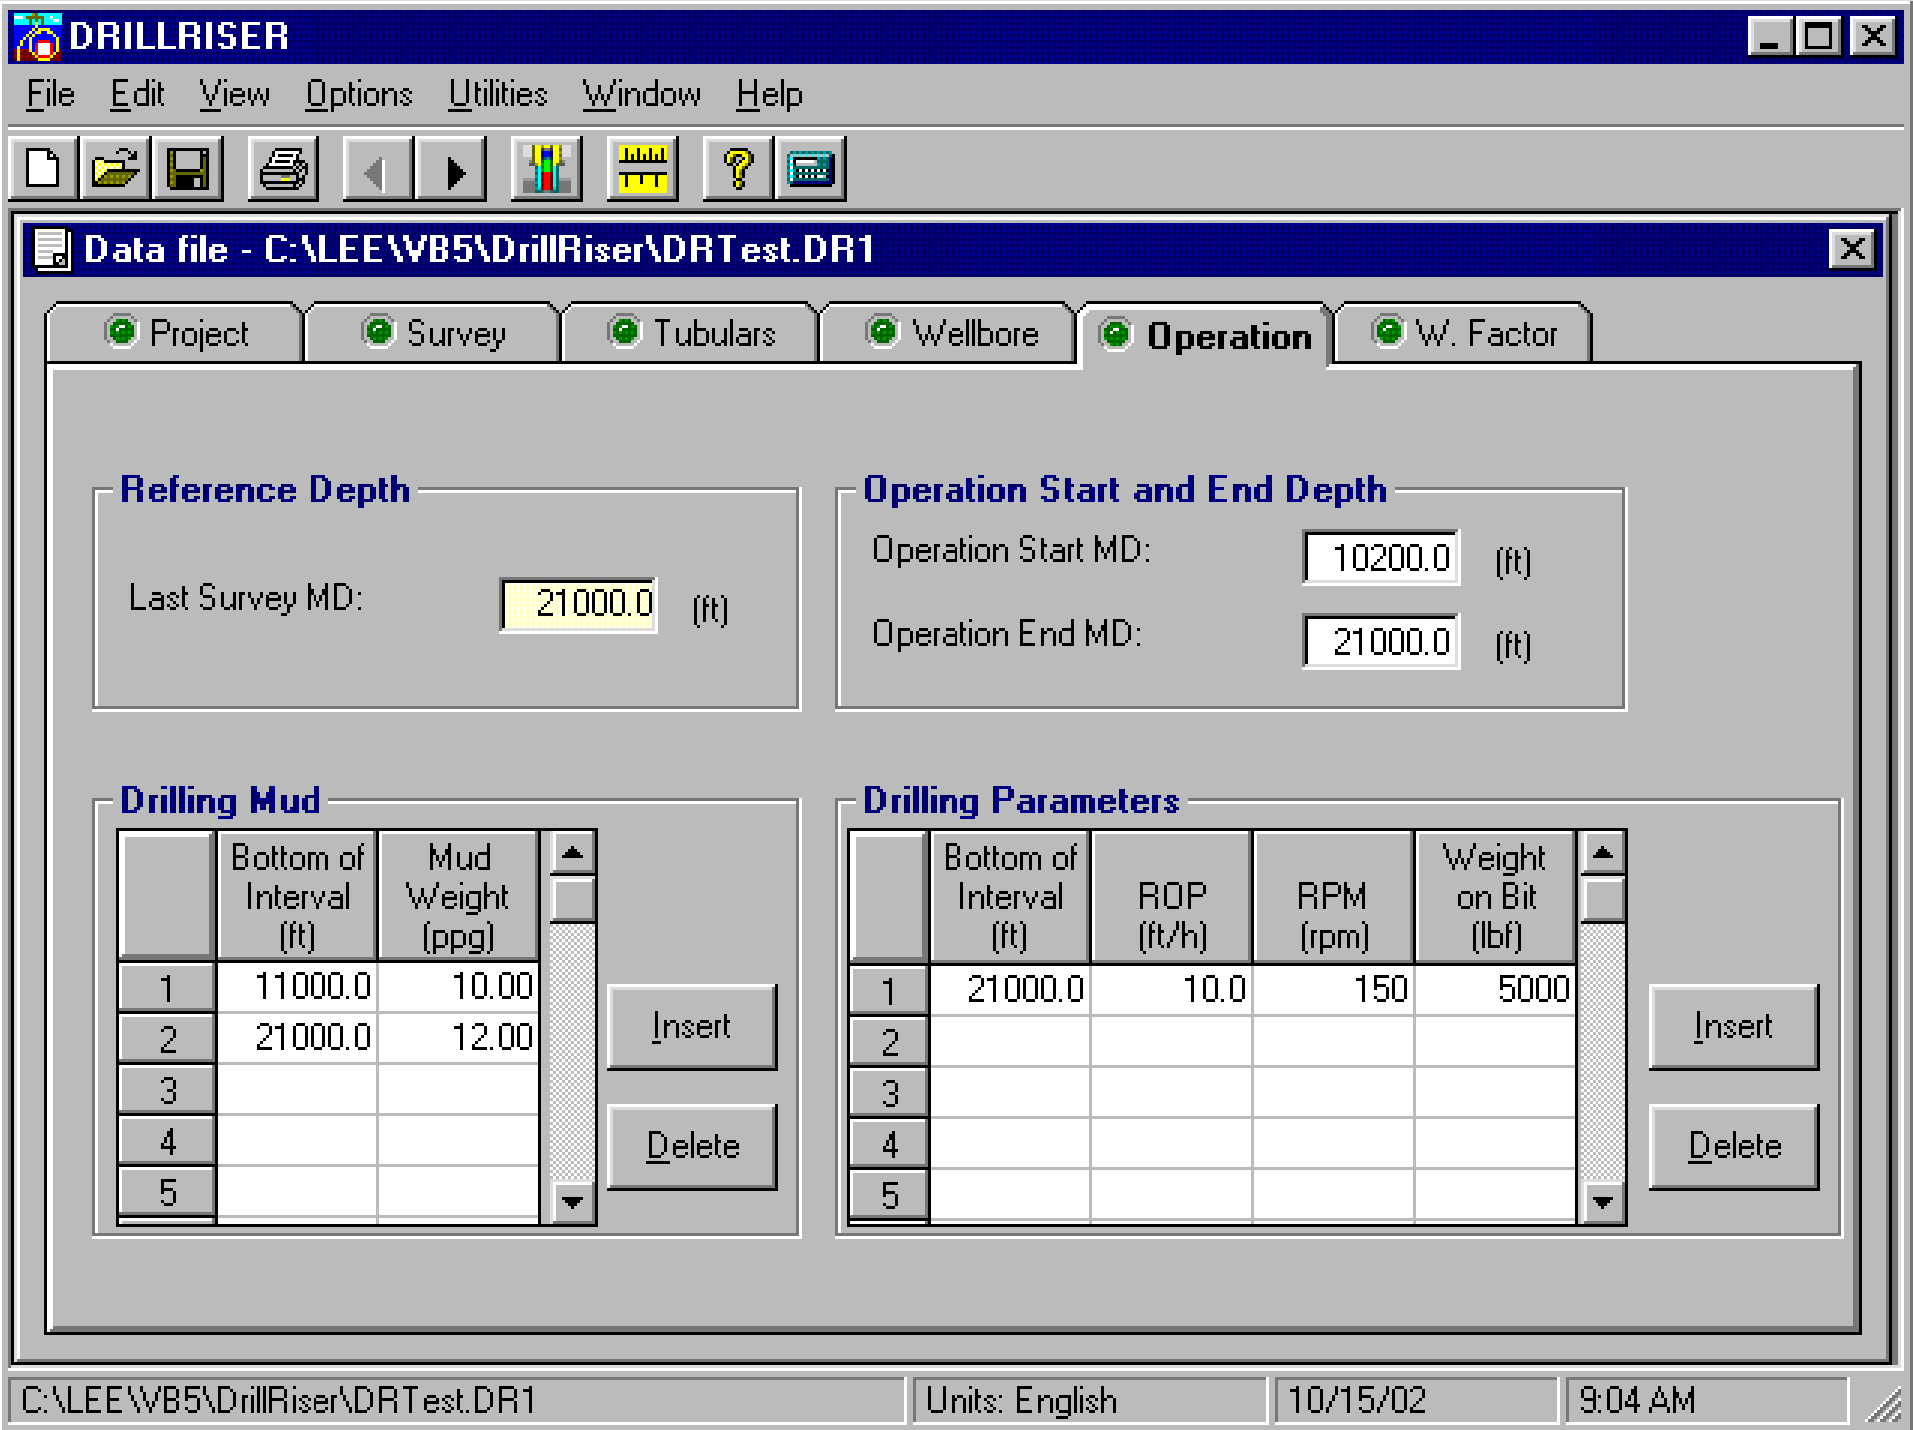 DRILLRISER
File Edit View Options Utilities Window Help
Data file - C:\LEE\VB5\DrillRiser\DRTest.DR1
Project Survey Tubulars Wellbore Operation W. Factor
Reference Depth
Last Survey MD: 21000.0 (ft)
Operation Start and End Depth
Operation Start MD: 10200.0 (ft)
Operation End MD: 21000.0 (ft)
Drilling Mud
Bottom of Interval (ft) Mud Weight (ppg)
1 11000.0 10.00
2 21000.0 12.00
3
4
5
Insert
Delete
Drilling Parameters
Bottom of Interval (ft) ROP (ft/h) RPM (rpm) Weight on Bit (lbf)
1 21000.0 10.0 150 5000
2
3
4
5
Insert
Delete
C:\LEE\VB5\DrillRiser\DRTest.DR1 Units: English 10/15/02 9:04 AM